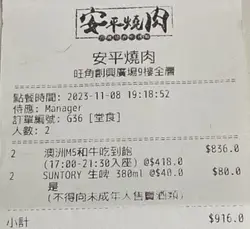 安平燒肉
安平燒肉
旺角創興廣場9樓全層
點餐時間: 2023-11-08 19:18:52
侍應: Manager
訂單編號: G36 [堂食]
人數: 2
2 澳洲M5和牛吃到飽 $836.0
(17:00-21:30入座) @$418.0
2 SUNTORY 生啤 380ml @$40.0 $80.0
是
(不得向未成年人售賣酒類)
小計 $916.0